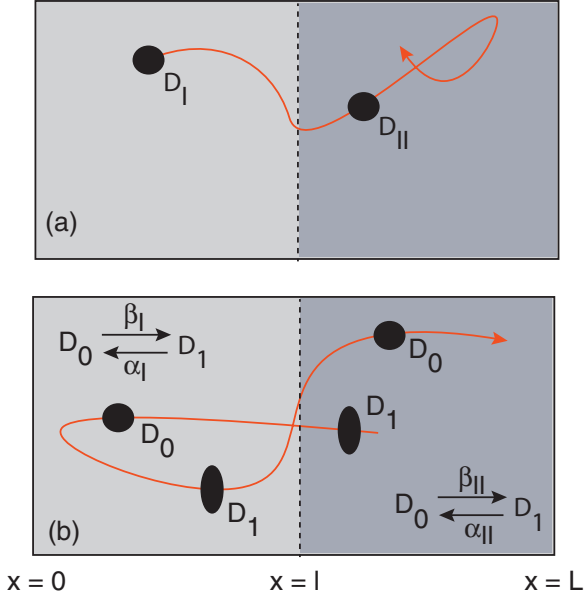 D_I
D_II
(a)
β_I
D_0 D_1
α_I
D_0
D_0
D_1
D_1
β_II
D_0 D_1
α_II
(b)
x = 0 x = l x = L